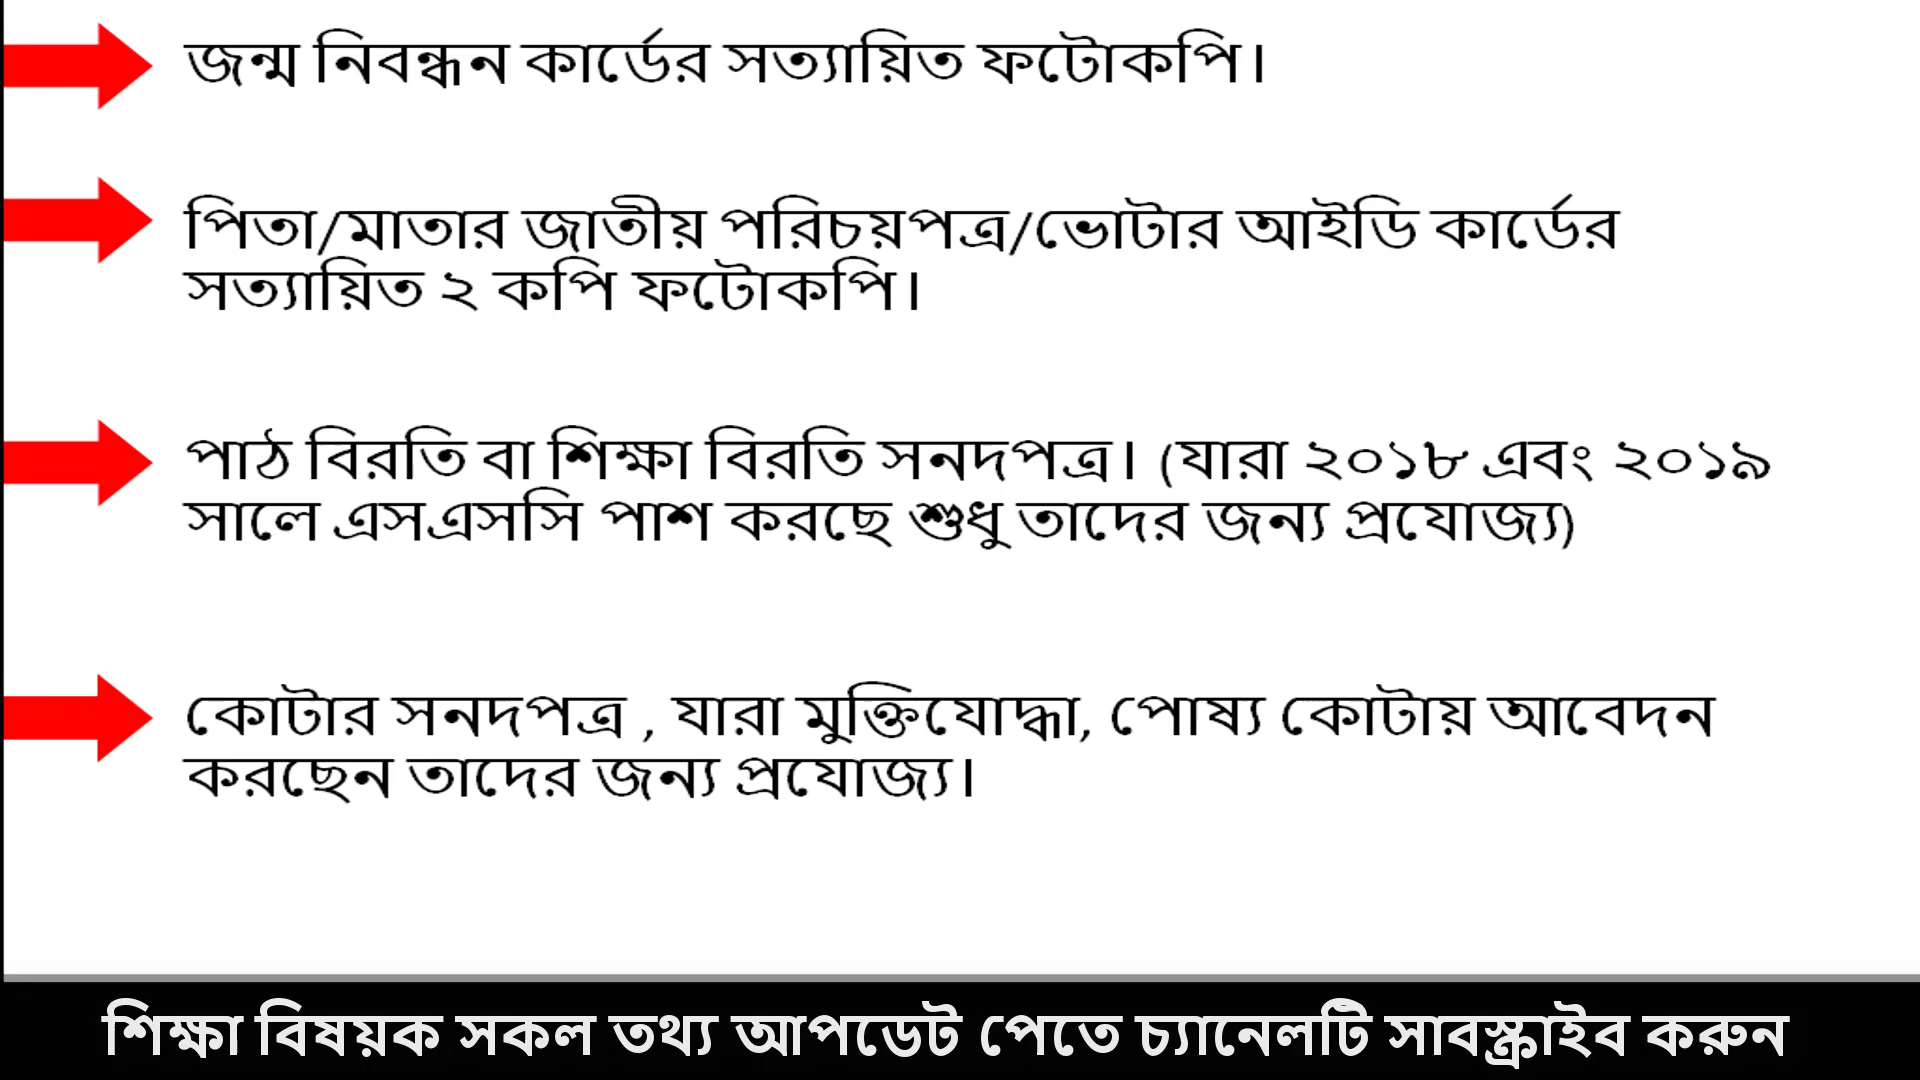 জন্ম নিবন্ধন কার্ডের সত্যায়িত ফটোকপি।
পিতা/মাতার জাতীয় পরিচয়পত্র/ভোটার আইডি কার্ডের
সত্যায়িত ২ কপি ফটোকপি।
পাঠ বিরতি বা শিক্ষা বিরতি সনদপত্র। (যারা ২০১৮ এবং ২০১৯
সালে এসএসসি পাশ করছে শুধু তাদের জন্য প্রযোজ্য)
কোটার সনদপত্র , যারা মুক্তিযোদ্ধা, পোষ্য কোটায় আবেদন
করছেন তাদের জন্য প্রযোজ্য।
শিক্ষা বিষয়ক সকল তথ্য আপডেট পেতে চ্যানেলটি সাবস্ক্রাইব করুন